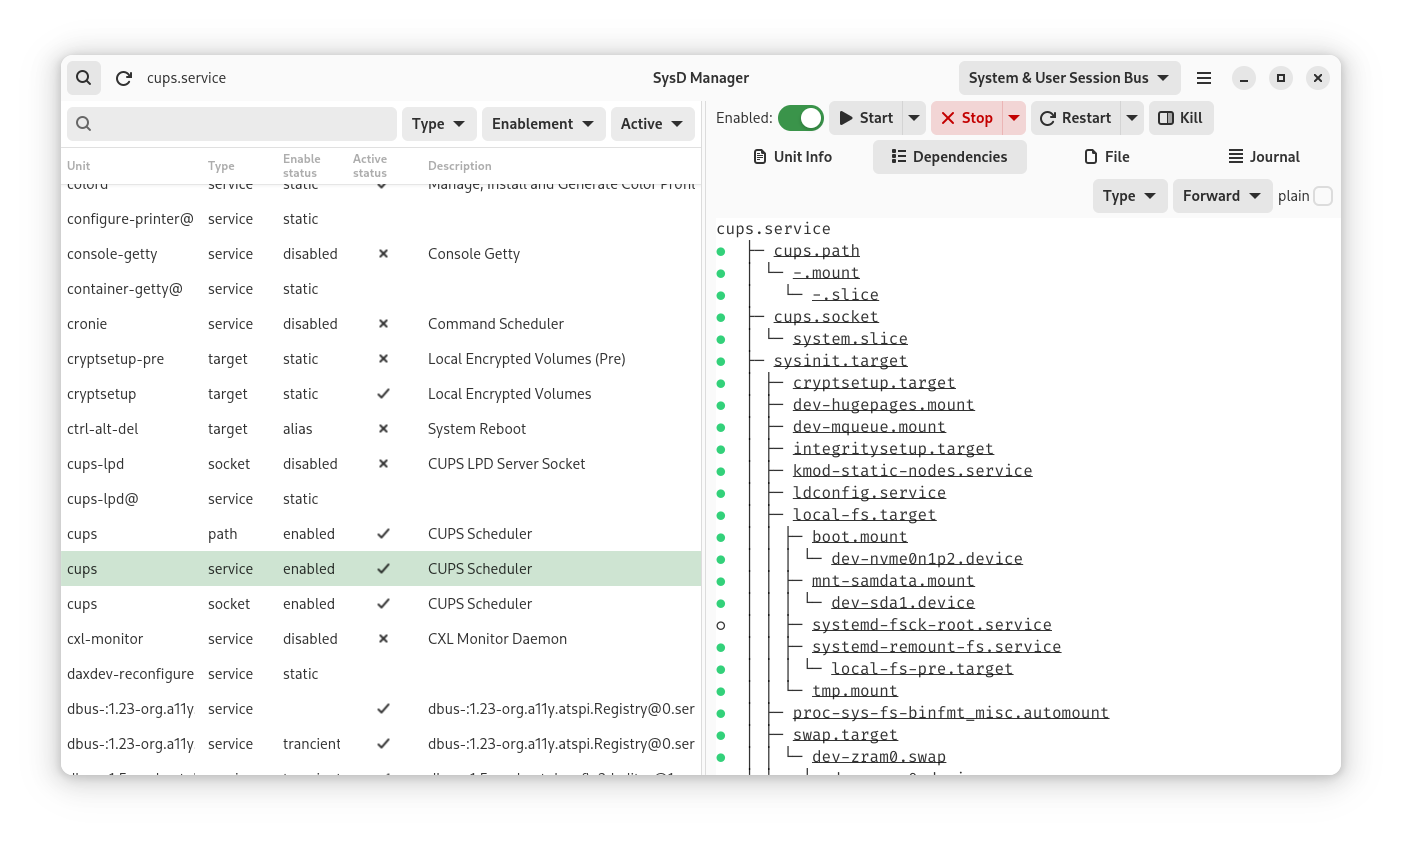 cups.service
SysD Manager
System & User Session Bus
Type
Enablement
Active
Unit Type Enable status Active status Description
colord service static Manage, Install and Generate Color Profil
configure-printer@ service static
console-getty service disabled Console Getty
container-getty@ service static
cronie service disabled Command Scheduler
cryptsetup-pre target static Local Encrypted Volumes (Pre)
cryptsetup target static Local Encrypted Volumes
ctrl-alt-del target alias System Reboot
cups-lpd socket disabled CUPS LPD Server Socket
cups-lpd@ service static
cups path enabled CUPS Scheduler
cups service enabled CUPS Scheduler
cups socket enabled CUPS Scheduler
cxl-monitor service disabled CXL Monitor Daemon
daxdev-reconfigure service static
dbus-:1.23-org.a11y service dbus-:1.23-org.a11y.atspi.Registry@0.ser
dbus-:1.23-org.a11y service trancient dbus-:1.23-org.a11y.atspi.Registry@0.ser
Enabled: Start Stop Restart Kill
Unit Info Dependencies File Journal
Type Forward plain
cups.service
cups.path
-.mount
-.slice
cups.socket
system.slice
sysinit.target
cryptsetup.target
dev-hugepages.mount
dev-mqueue.mount
integritysetup.target
kmod-static-nodes.service
ldconfig.service
local-fs.target
boot.mount
dev-nvme0n1p2.device
mnt-samdata.mount
dev-sda1.device
systemd-fsck-root.service
systemd-remount-fs.service
local-fs-pre.target
tmp.mount
proc-sys-fs-binfmt_misc.automount
swap.target
dev-zram0.swap